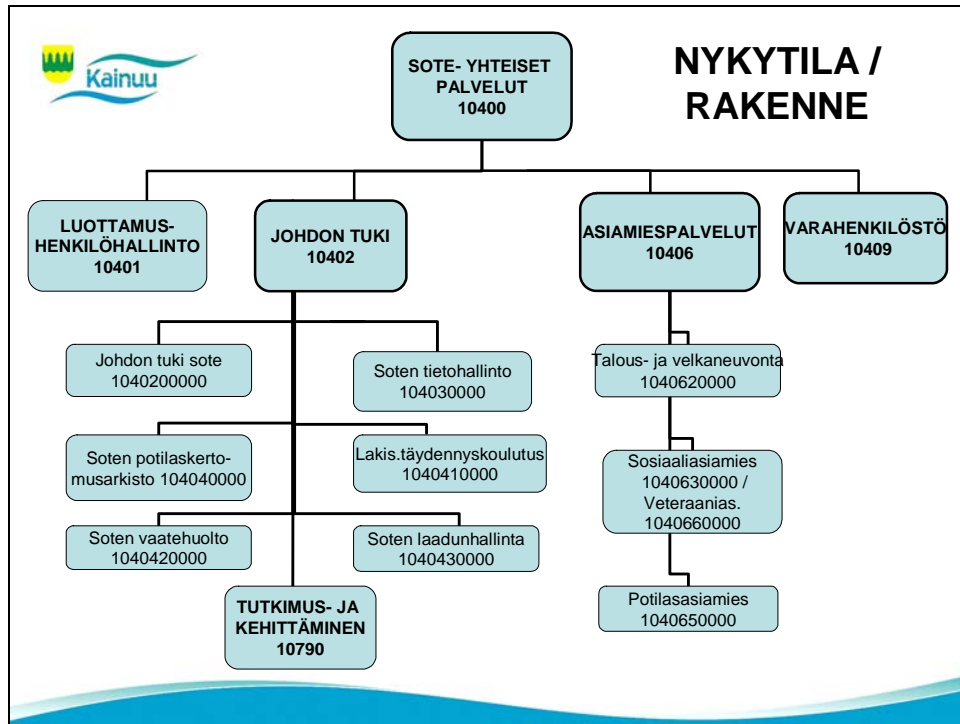 Kainuu
SOTE- YHTEISET
PALVELUT
10400
NYKYTILA /
RAKENNE
LUOTTAMUS-
HENKILÖHALLINTO
10401
JOHDON TUKI
10402
ASIAMIESPALVELUT
10406
VARAHENKILÖSTÖ
10409
Johdon tuki sote
1040200000
Soten tietohallinto
104030000
Talous- ja velkaneuvonta
1040620000
Soten potilaskerto-
musarkisto 104040000
Lakis.täydennyskoulutus
1040410000
Sosiaaliasiamies
1040630000 /
Veteraanias.
1040660000
Soten vaatehuolto
1040420000
Soten laadunhallinta
1040430000
Potilasasiamies
1040650000
TUTKIMUS- JA
KEHITTÄMINEN
10790